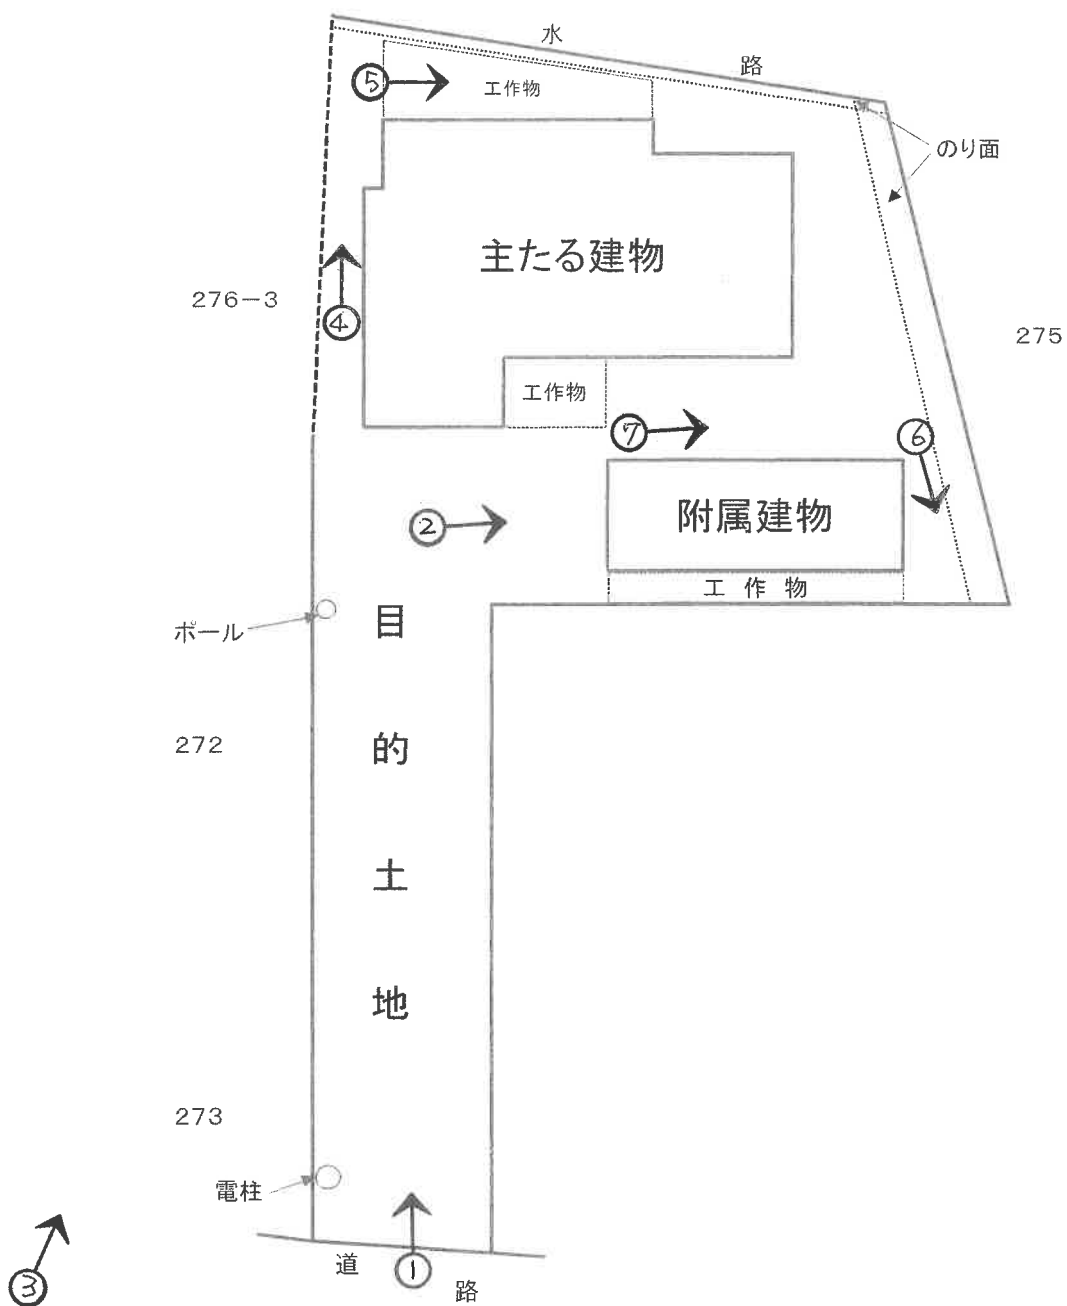 水
路
⑤
工作物
のり面
主たる建物
276-3
④
275
工作物
⑦
⑥
②
附属建物
工作物
ポール
目
的
土
地
272
273
電柱
③
道
①
路